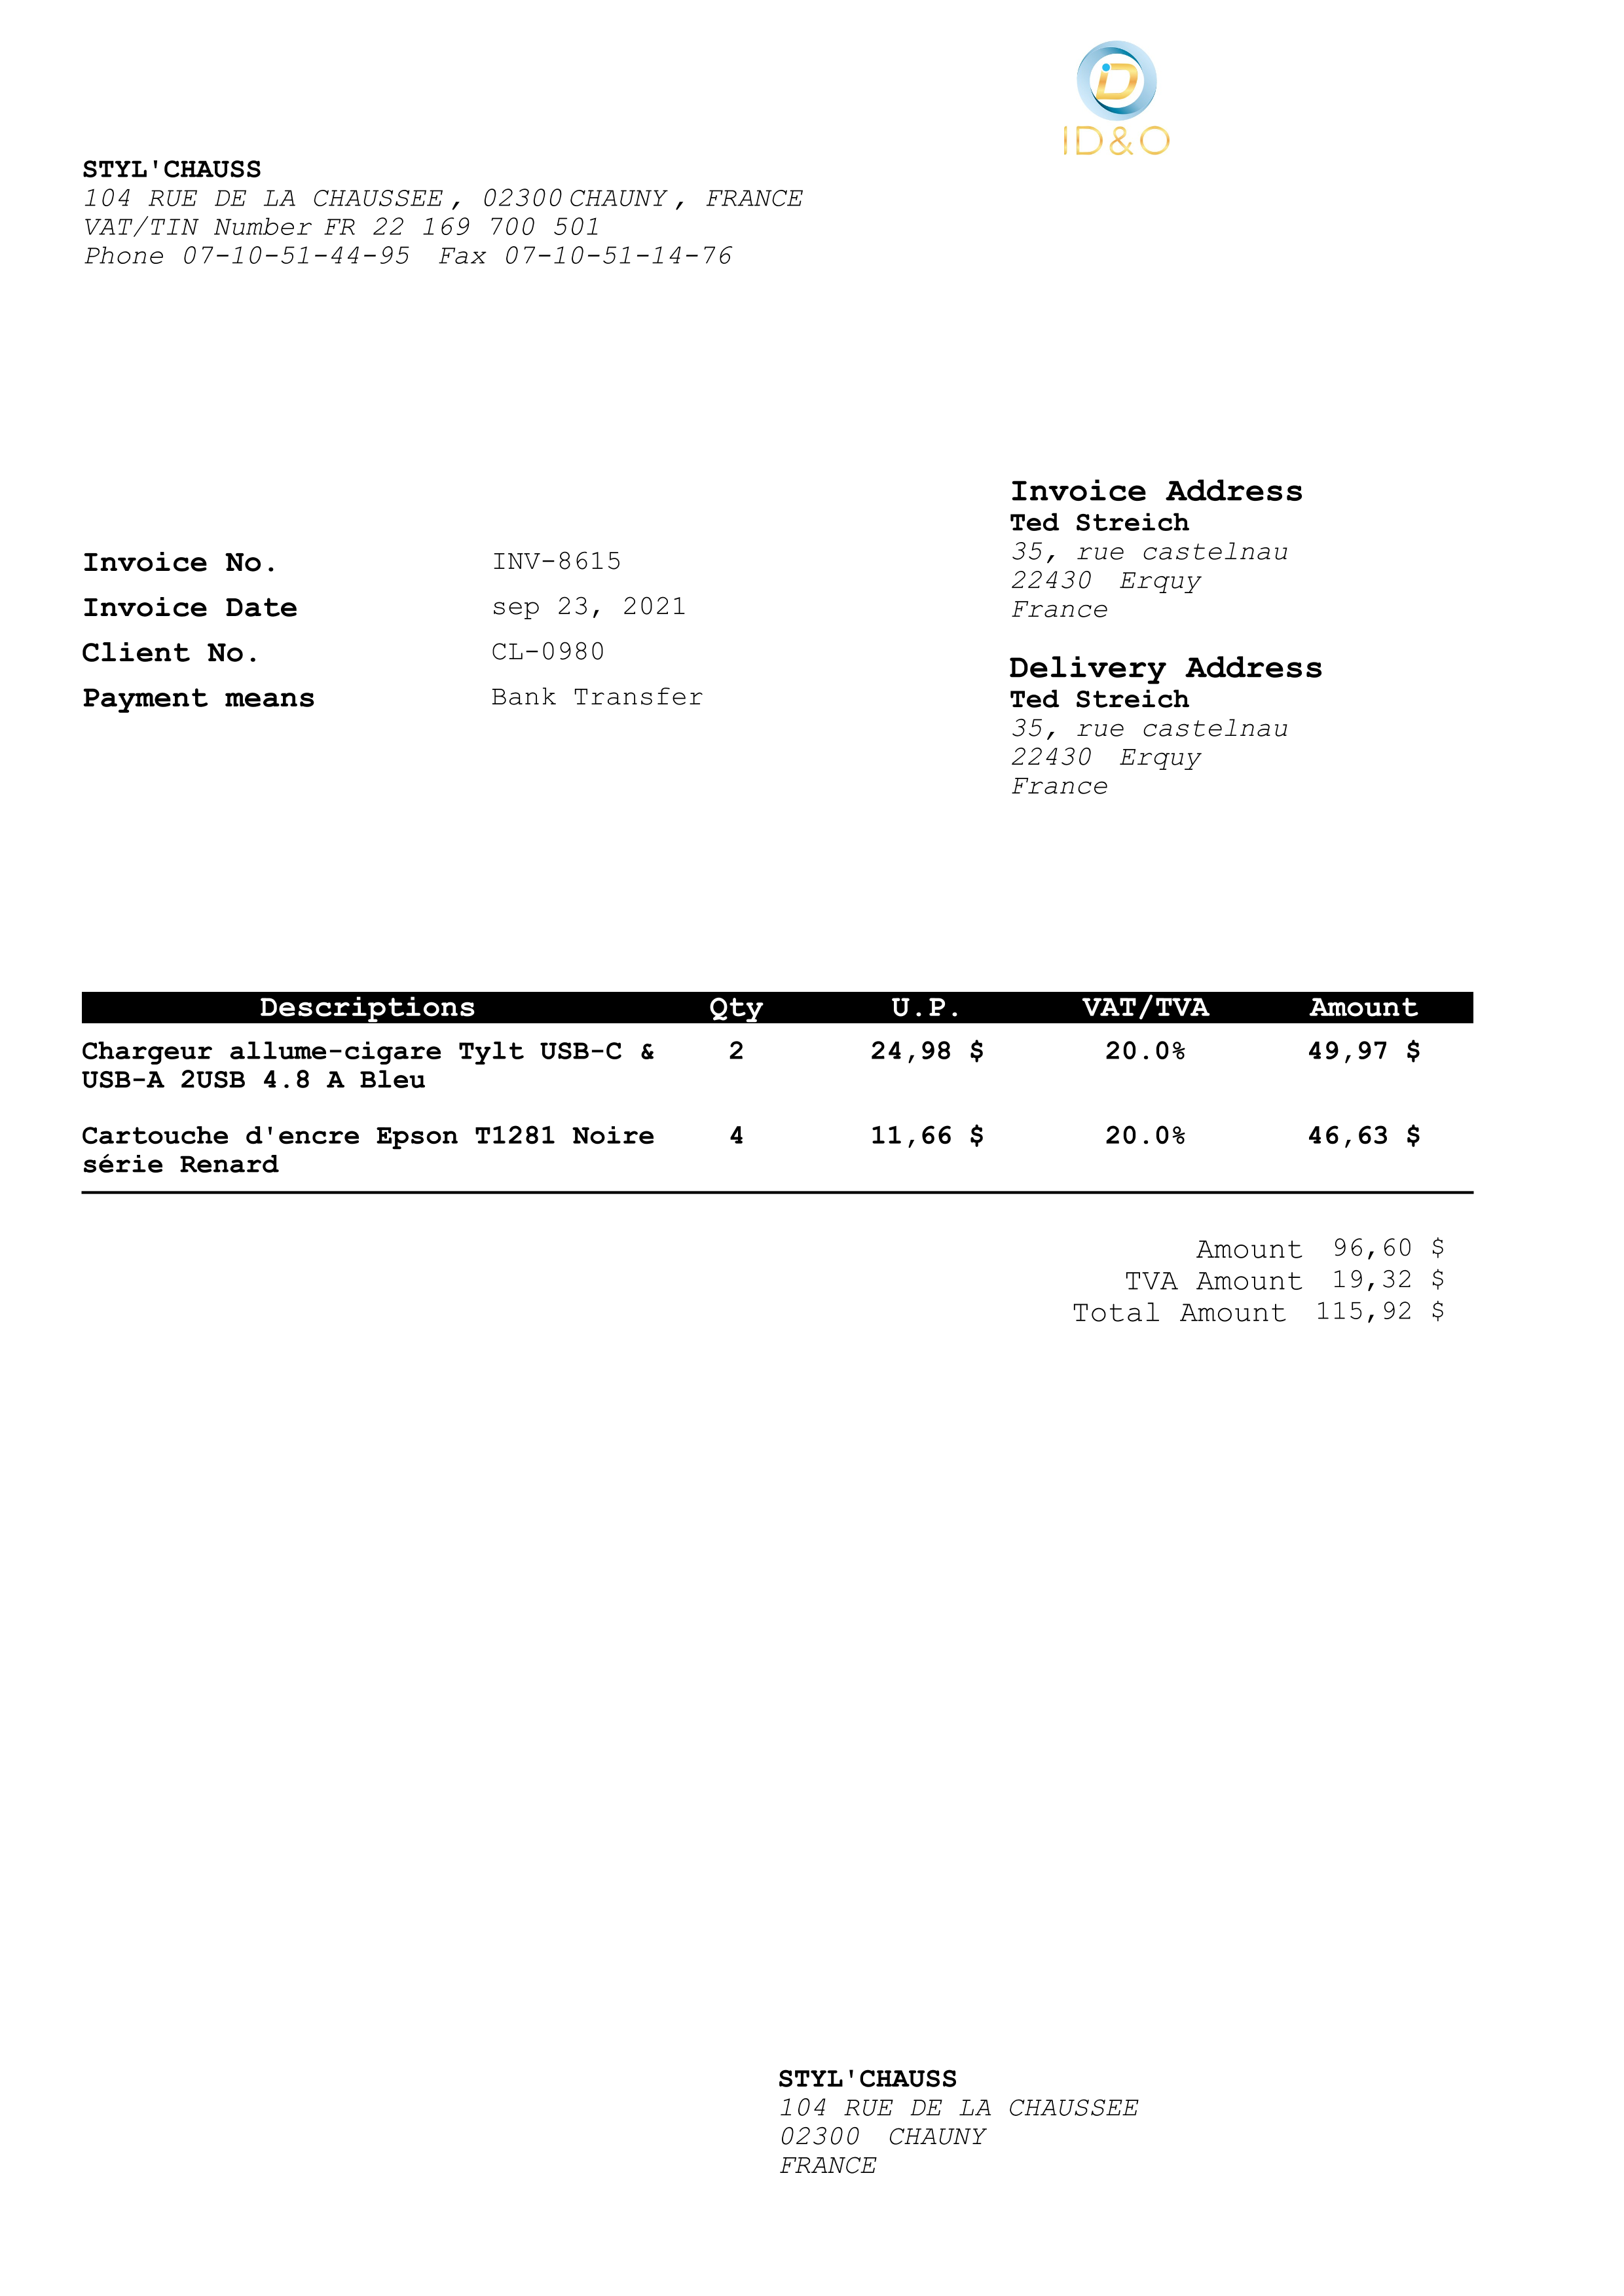 ID&O
STYL'CHAUSS
104 RUE DE LA CHAUSSEE, 02300 CHAUNY, FRANCE
VAT/TIN Number FR 22 169 700 501
Phone 07-10-51-44-95 Fax 07-10-51-14-76
Invoice No. INV-8615
Invoice Date sep 23, 2021
Client No. CL-0980
Payment means Bank Transfer
Invoice Address
Ted Streich
35, rue castelnau
22430 Erquy
France
Delivery Address
Ted Streich
35, rue castelnau
22430 Erquy
France
Descriptions Qty U.P. VAT/TVA Amount
Chargeur allume-cigare Tylt USB-C & 2 24,98 $ 20.0% 49,97 $
USB-A 2USB 4.8 A Bleu
Cartouche d'encre Epson T1281 Noire 4 11,66 $ 20.0% 46,63 $
série Renard
Amount 96,60 $
TVA Amount 19,32 $
Total Amount 115,92 $
STYL'CHAUSS
104 RUE DE LA CHAUSSEE
02300 CHAUNY
FRANCE